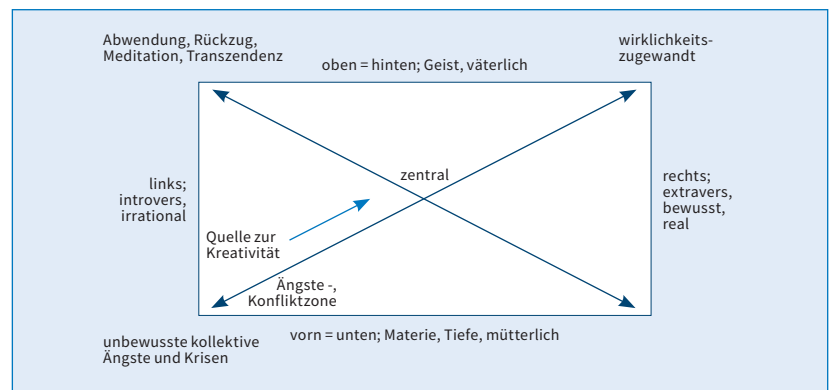 Abwendung, Rückzug,
Meditation, Transzendenz
wirklichkeits-
zugewandt
oben = hinten; Geist, väterlich
zentral
links;
introvers,
irrational
rechts;
extravers,
bewusst,
real
Quelle zur
Kreativität
Ängste -,
Konfliktzone
vorn = unten; Materie, Tiefe, mütterlich
unbewusste kollektive
Ängste und Krisen